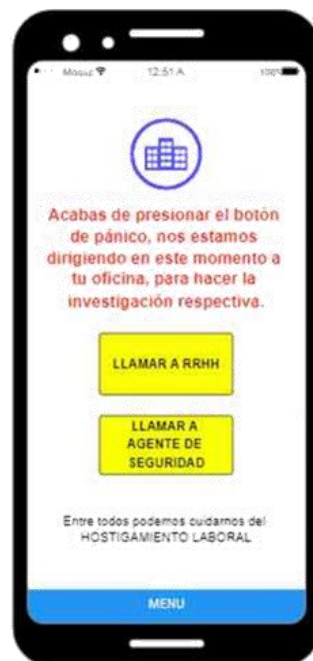 12:51 A
Acabas de presionar el botón
de pánico, nos estamos
dirigiendo en este momento a
tu oficina, para hacer la
investigación respectiva.
LLAMAR A RRHH
LLAMAR A
AGENTE DE
SEGURIDAD
Entre todos podemos cuidarnos del
HOSTIGAMIENTO LABORAL
MENU